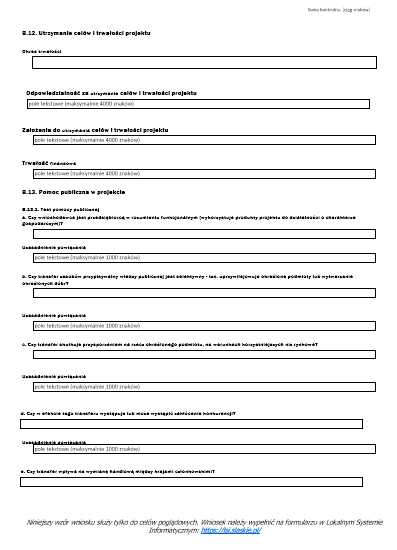 Suma kontrolna (ciąg znaków)
B.12. Utrzymanie celów i trwałości projektu
Okres trwałości
Odpowiedzialność za utrzymanie celów i trwałości projektu
pole tekstowe (maksymalnie 4000 znaków)
Założenia do utrzymania celów i trwałości projektu
pole tekstowe (maksymalnie 4000 znaków)
Trwałość finansowa
pole tekstowe (maksymalnie 4000 znaków)
B.13. Pomoc publiczna w projekcie
B.13.1. Test pomocy publicznej
a. Czy wnioskodawca jest przedsiębiorcą w rozumieniu funkcjonalnym (wykorzystuje produkty projektu do działalności o charakterze
gospodarczym)?
Uzasadnienie powiązania
pole tekstowe (maksymalnie 1000 znaków)
b. Czy transfer zasobów przypisywalny władzy publicznej jest selektywny - tzn. uprzywilejowuje określone podmioty lub wytwarzanie
określonych dóbr?
Uzasadnienie powiązania
pole tekstowe (maksymalnie 1000 znaków)
c. Czy transfer skutkuje przysporzeniem na rzecz określonego podmiotu, na warunkach korzystniejszych niż rynkowe?
Uzasadnienie powiązania
pole tekstowe (maksymalnie 1000 znaków)
d. Czy w efekcie tego transferu występuje lub może wystąpić zakłócenie konkurencji?
Uzasadnienie powiązania
pole tekstowe (maksymalnie 1000 znaków)
e. Czy transfer wpływa na wymianę handlową między krajami członkowskimi?
Niniejszy wzór wniosku służy tylko do celów poglądowych. Wniosek należy wypełnić na formularzu w Lokalnym Systemie
Informatycznym: https://lsi.slaskie.pl/